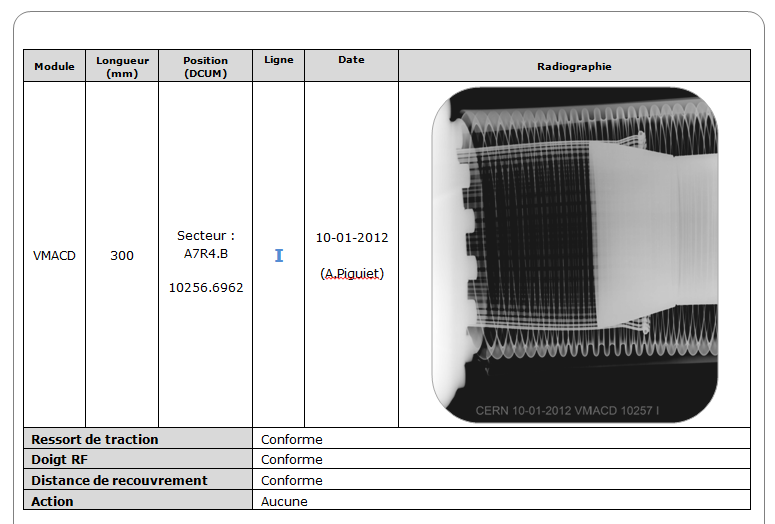 Module Longueur (mm) Position (DCUM) Ligne Date Radiographie
VMACD 300 Secteur : A7R4.B 10256.6962 I 10-01-2012 (A.Piguiet)
CERN 10-01-2012 VMACD 10257 I
Ressort de traction Conforme
Doigt RF Conforme
Distance de recouvrement Conforme
Action Aucune